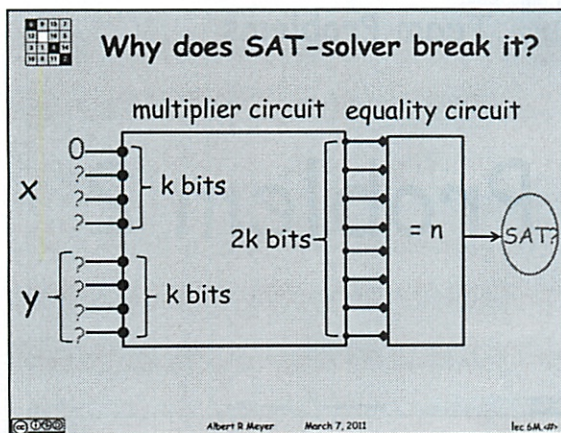 Why does SAT-solver break it?
multiplier circuit equality circuit
0
?
?
?
x
k bits
2k bits
= n
SAT?
?
?
?
?
y
k bits
Albert R Meyer March 7, 2011 lec 6M.<#>